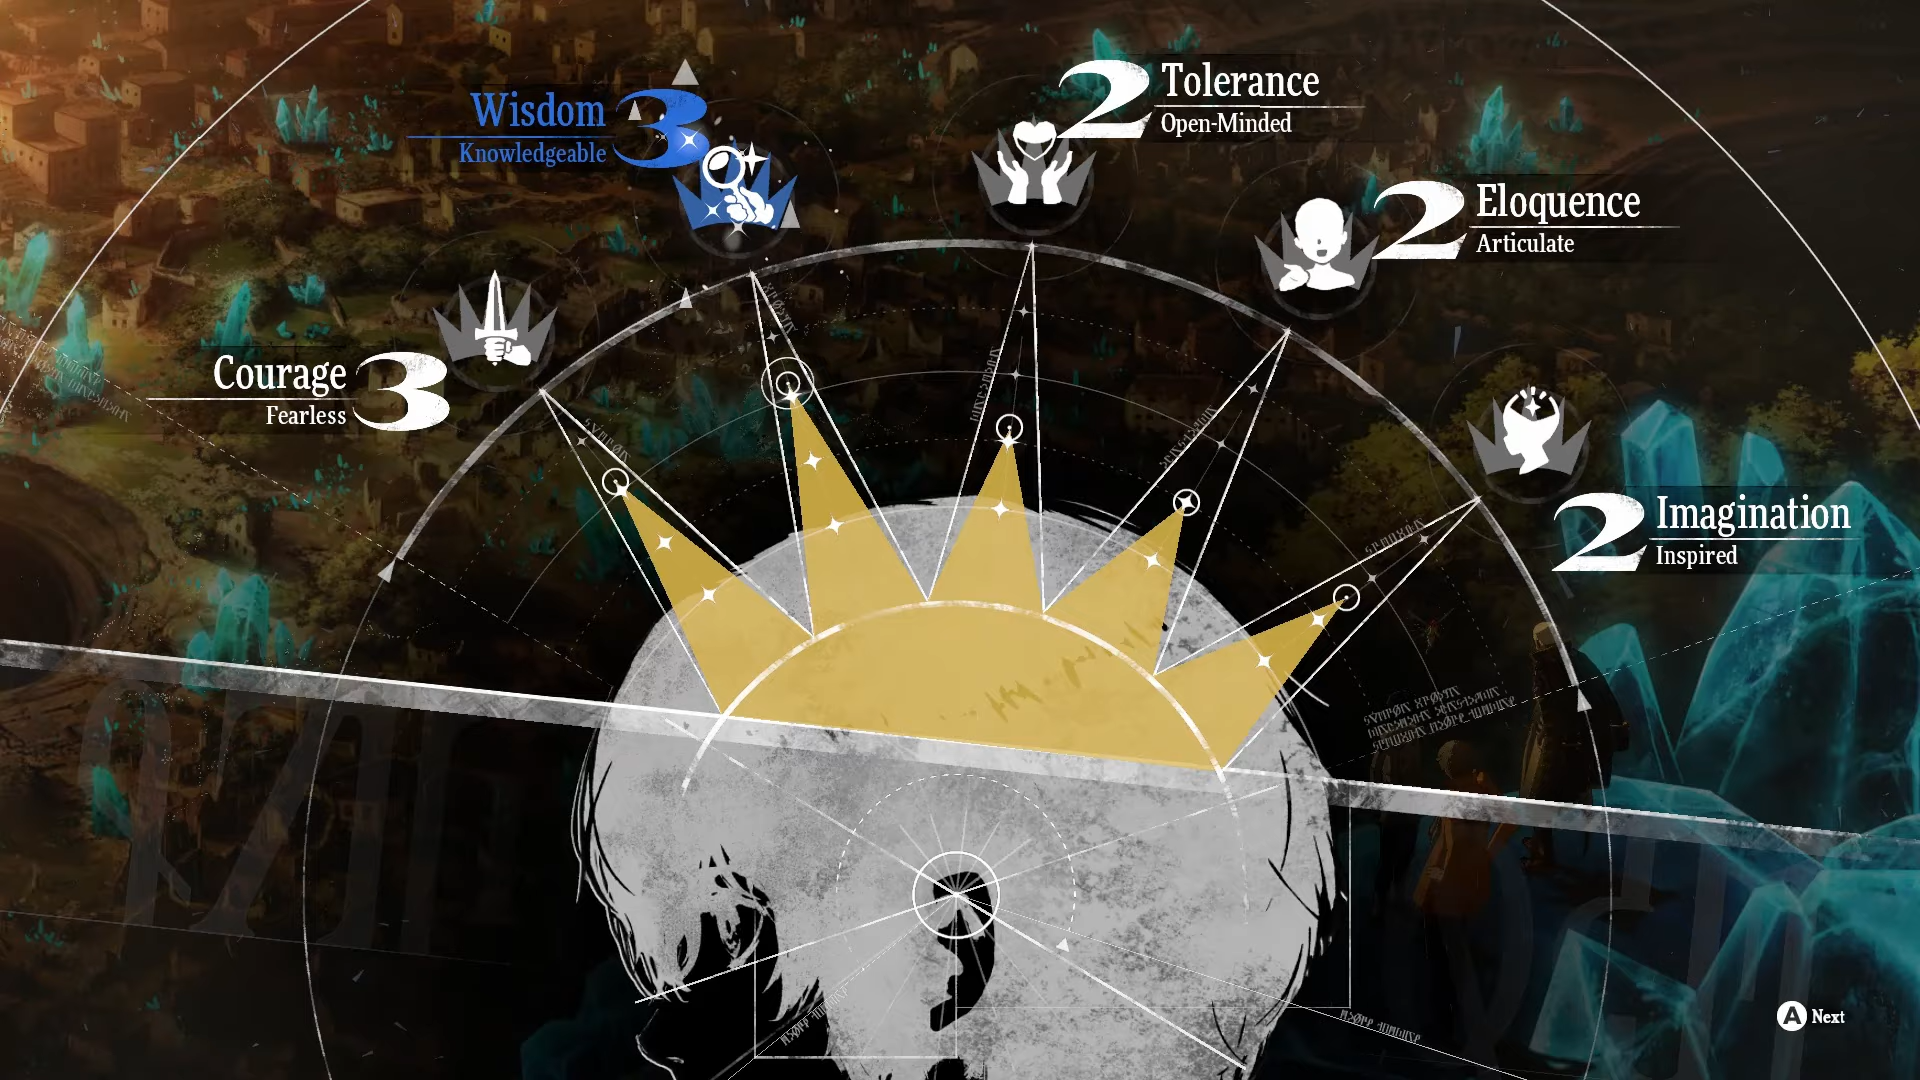 Wisdom 3
Knowledgeable
2 Tolerance
Open-Minded
2 Eloquence
Articulate
Courage 3
Fearless
2 Imagination
Inspired
A Next